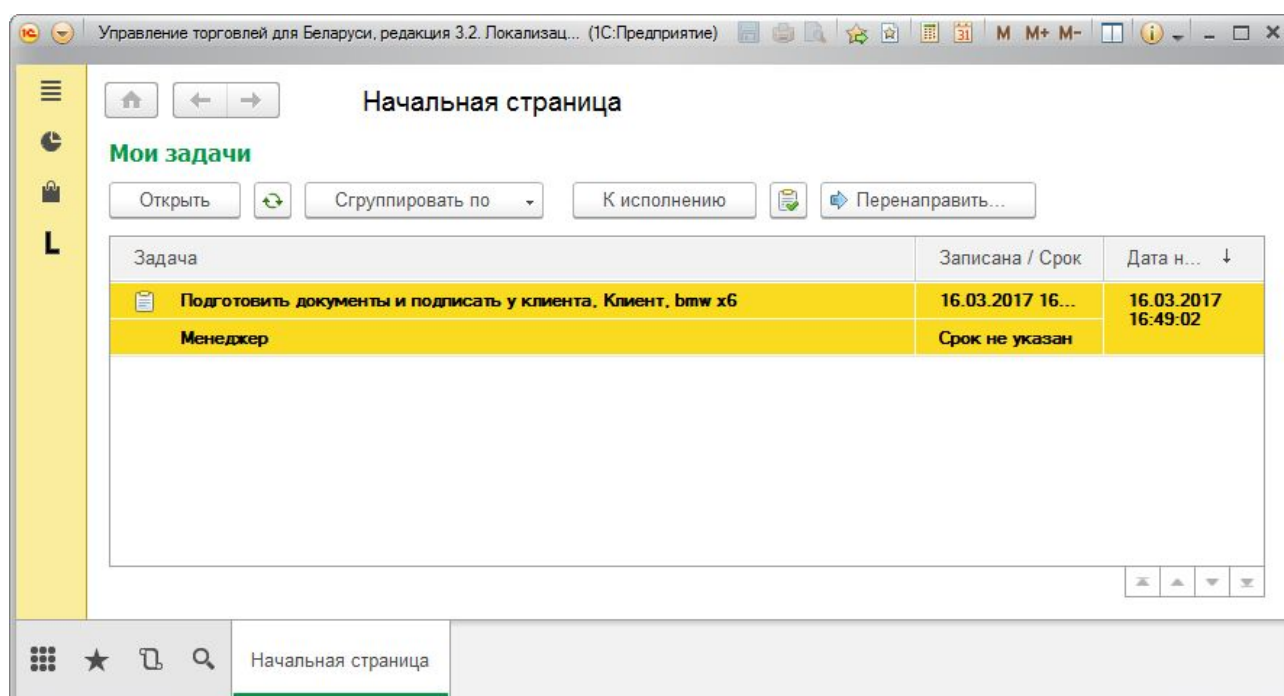 1С Управление торговлей для Беларуси, редакция 3.2. Локализац... (1С:Предприятие) 31 M M+ M-
Начальная страница
Мои задачи
Открыть Сгруппировать по К исполнению Перенаправить...
L
Задача Записана / Срок Дата н... ↓
Подготовить документы и подписать у клиента, Клиент, bmw x6 16.03.2017 16... 16.03.2017
16:49:02
Менеджер Срок не указан
Начальная страница